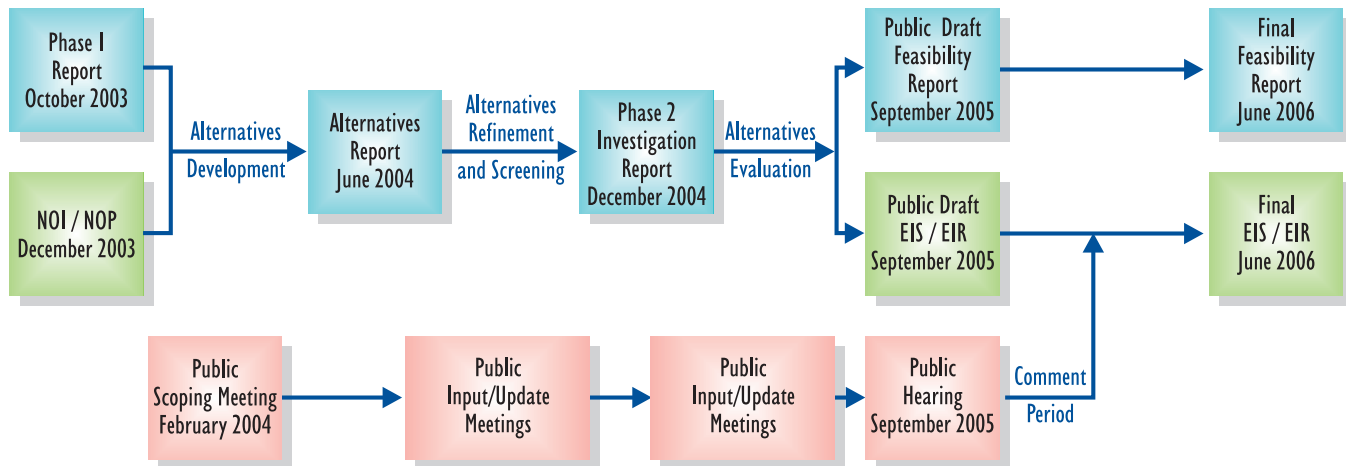 Phase I
Report
October 2003
NOI / NOP
December 2003
Alternatives
Development
Alternatives
Report
June 2004
Alternatives
Refinement
and Screening
Phase 2
Investigation
Report
December 2004
Alternatives
Evaluation
Public Draft
Feasibility
Report
September 2005
Final
Feasibility
Report
June 2006
Public Draft
EIS / EIR
September 2005
Final
EIS / EIR
June 2006
Public
Scoping Meeting
February 2004
Public
Input/Update
Meetings
Public
Input/Update
Meetings
Public
Hearing
September 2005
Comment
Period